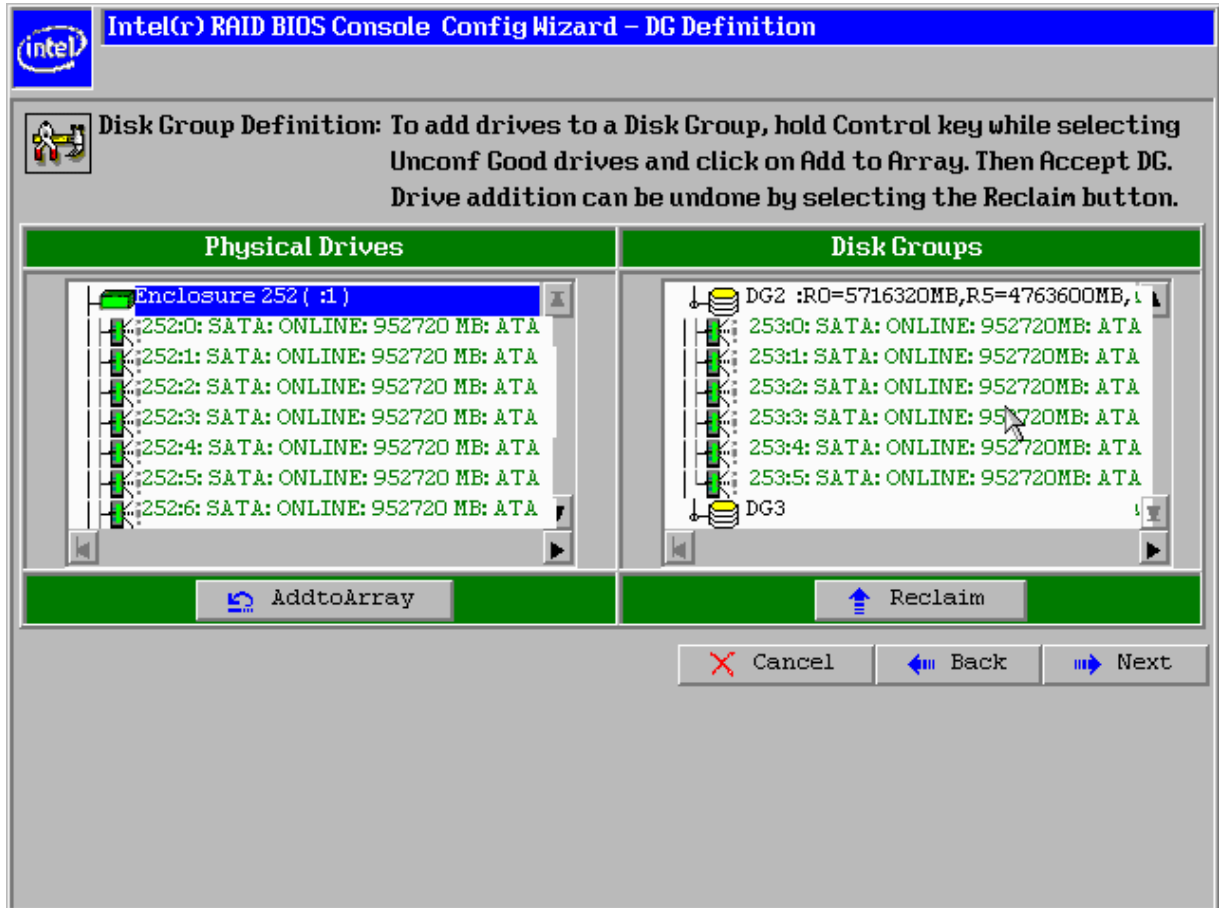 intel
Intel(r) RAID BIOS Console Config Wizard – DG Definition
Disk Group Definition: To add drives to a Disk Group, hold Control key while selecting
Unconf Good drives and click on Add to Array. Then Accept DG.
Drive addition can be undone by selecting the Reclaim button.
Physical Drives
Enclosure 252 ( :1 )
252:0: SATA: ONLINE: 952720 MB: ATA
252:1: SATA: ONLINE: 952720 MB: ATA
252:2: SATA: ONLINE: 952720 MB: ATA
252:3: SATA: ONLINE: 952720 MB: ATA
252:4: SATA: ONLINE: 952720 MB: ATA
252:5: SATA: ONLINE: 952720 MB: ATA
252:6: SATA: ONLINE: 952720 MB: ATA
AddtoArray
Disk Groups
DG2 :R0=5716320MB,R5=4763600MB,
253:0: SATA: ONLINE: 952720MB: ATA
253:1: SATA: ONLINE: 952720MB: ATA
253:2: SATA: ONLINE: 952720MB: ATA
253:3: SATA: ONLINE: 952720MB: ATA
253:4: SATA: ONLINE: 952720MB: ATA
253:5: SATA: ONLINE: 952720MB: ATA
DG3
Reclaim
Cancel
Back
Next